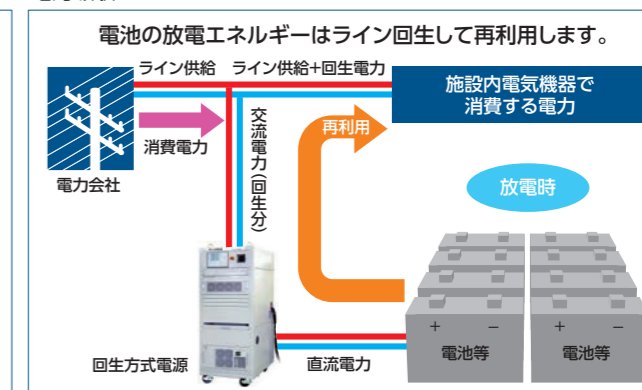 電池の放電エネルギーはライン回生して再利用します。
ライン供給
ライン供給+回生電力
施設内電気機器で
消費する電力
消費電力
電力会社
交流電力(回生分)
再利用
放電時
+ −
電池等
+ −
電池等
回生方式電源
直流電力